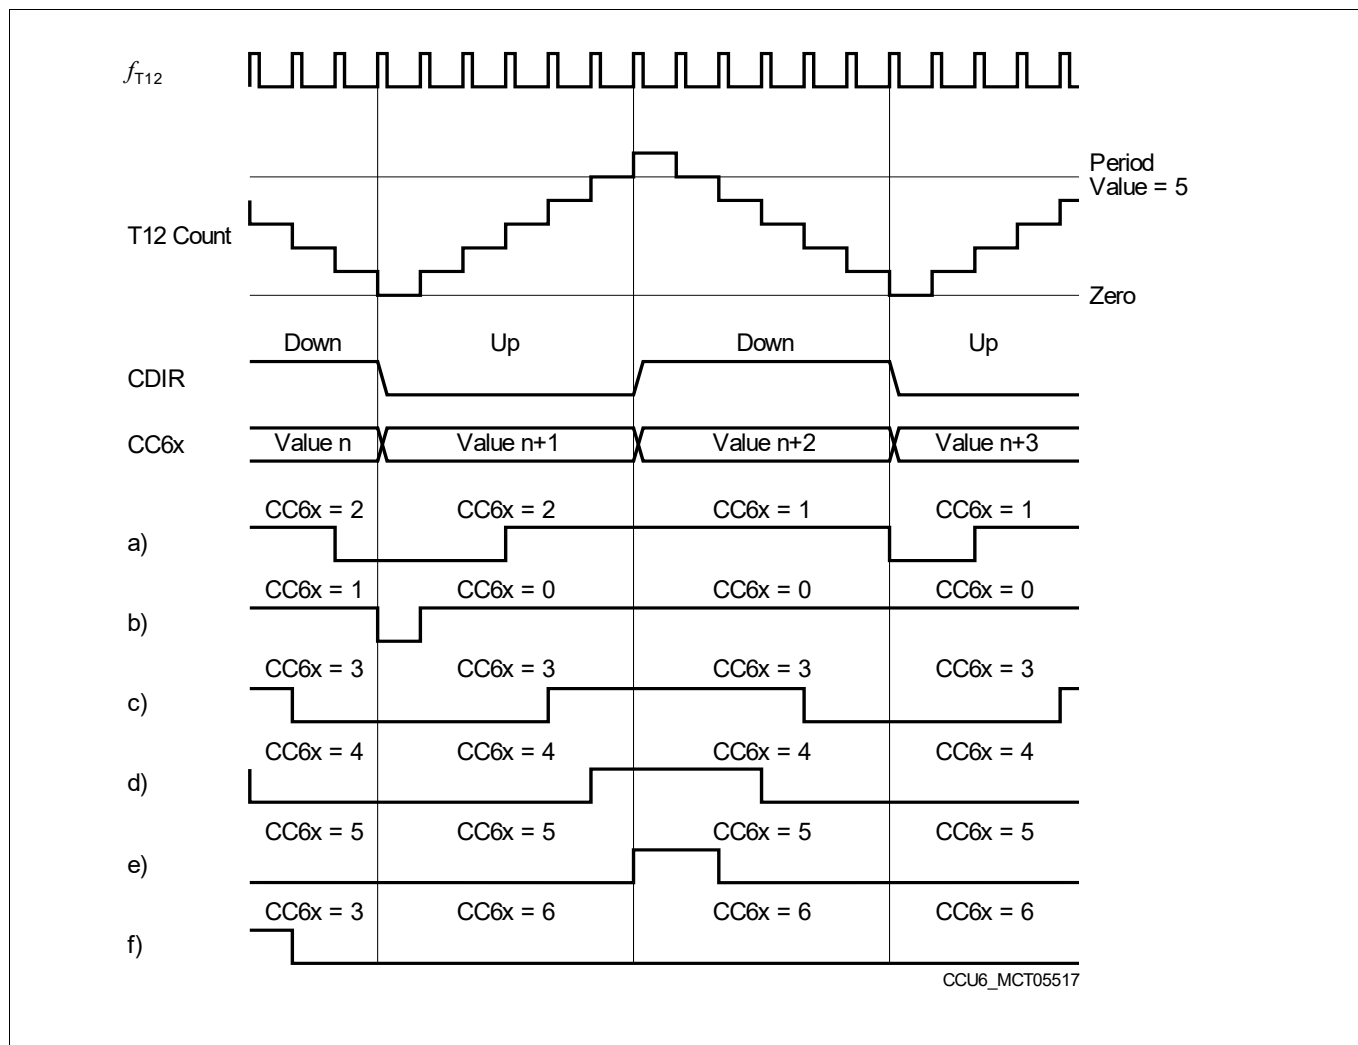 fT12
Period
Value = 5
T12 Count
Zero
Down Up Down Up
CDIR
CC6x Value n Value n+1 Value n+2 Value n+3
CC6x = 2 CC6x = 2 CC6x = 1 CC6x = 1
a)
CC6x = 1 CC6x = 0 CC6x = 0 CC6x = 0
b)
CC6x = 3 CC6x = 3 CC6x = 3 CC6x = 3
c)
CC6x = 4 CC6x = 4 CC6x = 4 CC6x = 4
d)
CC6x = 5 CC6x = 5 CC6x = 5 CC6x = 5
e)
CC6x = 3 CC6x = 6 CC6x = 6 CC6x = 6
f)
CCU6_MCT05517